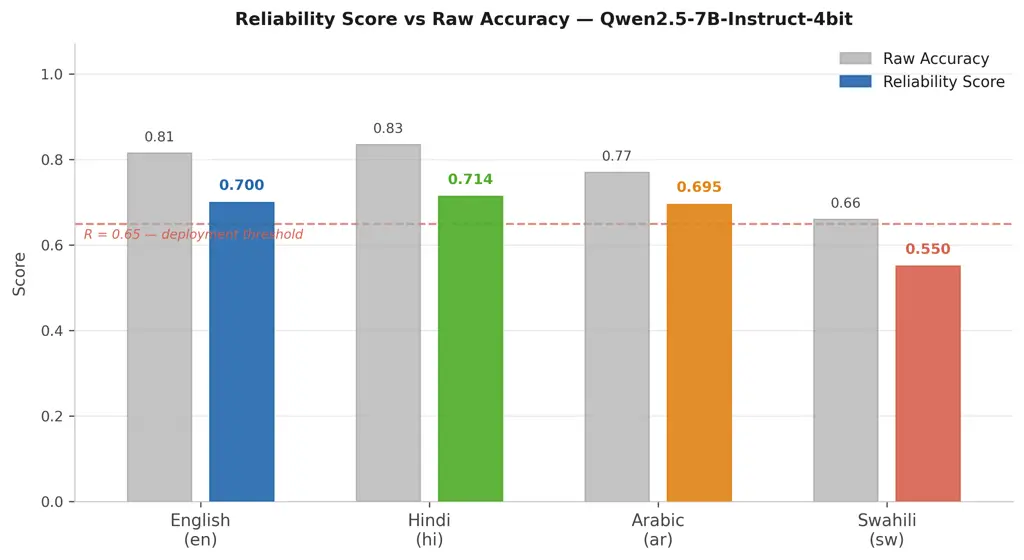 Reliability Score vs Raw Accuracy — Qwen2.5-7B-Instruct-4bit
Raw Accuracy
Reliability Score
1.0
0.8
0.6
0.4
0.2
0.0
Score
0.81
0.700
0.83
0.714
0.77
0.695
0.66
0.550
R = 0.65 — deployment threshold
English
(en)
Hindi
(hi)
Arabic
(ar)
Swahili
(sw)